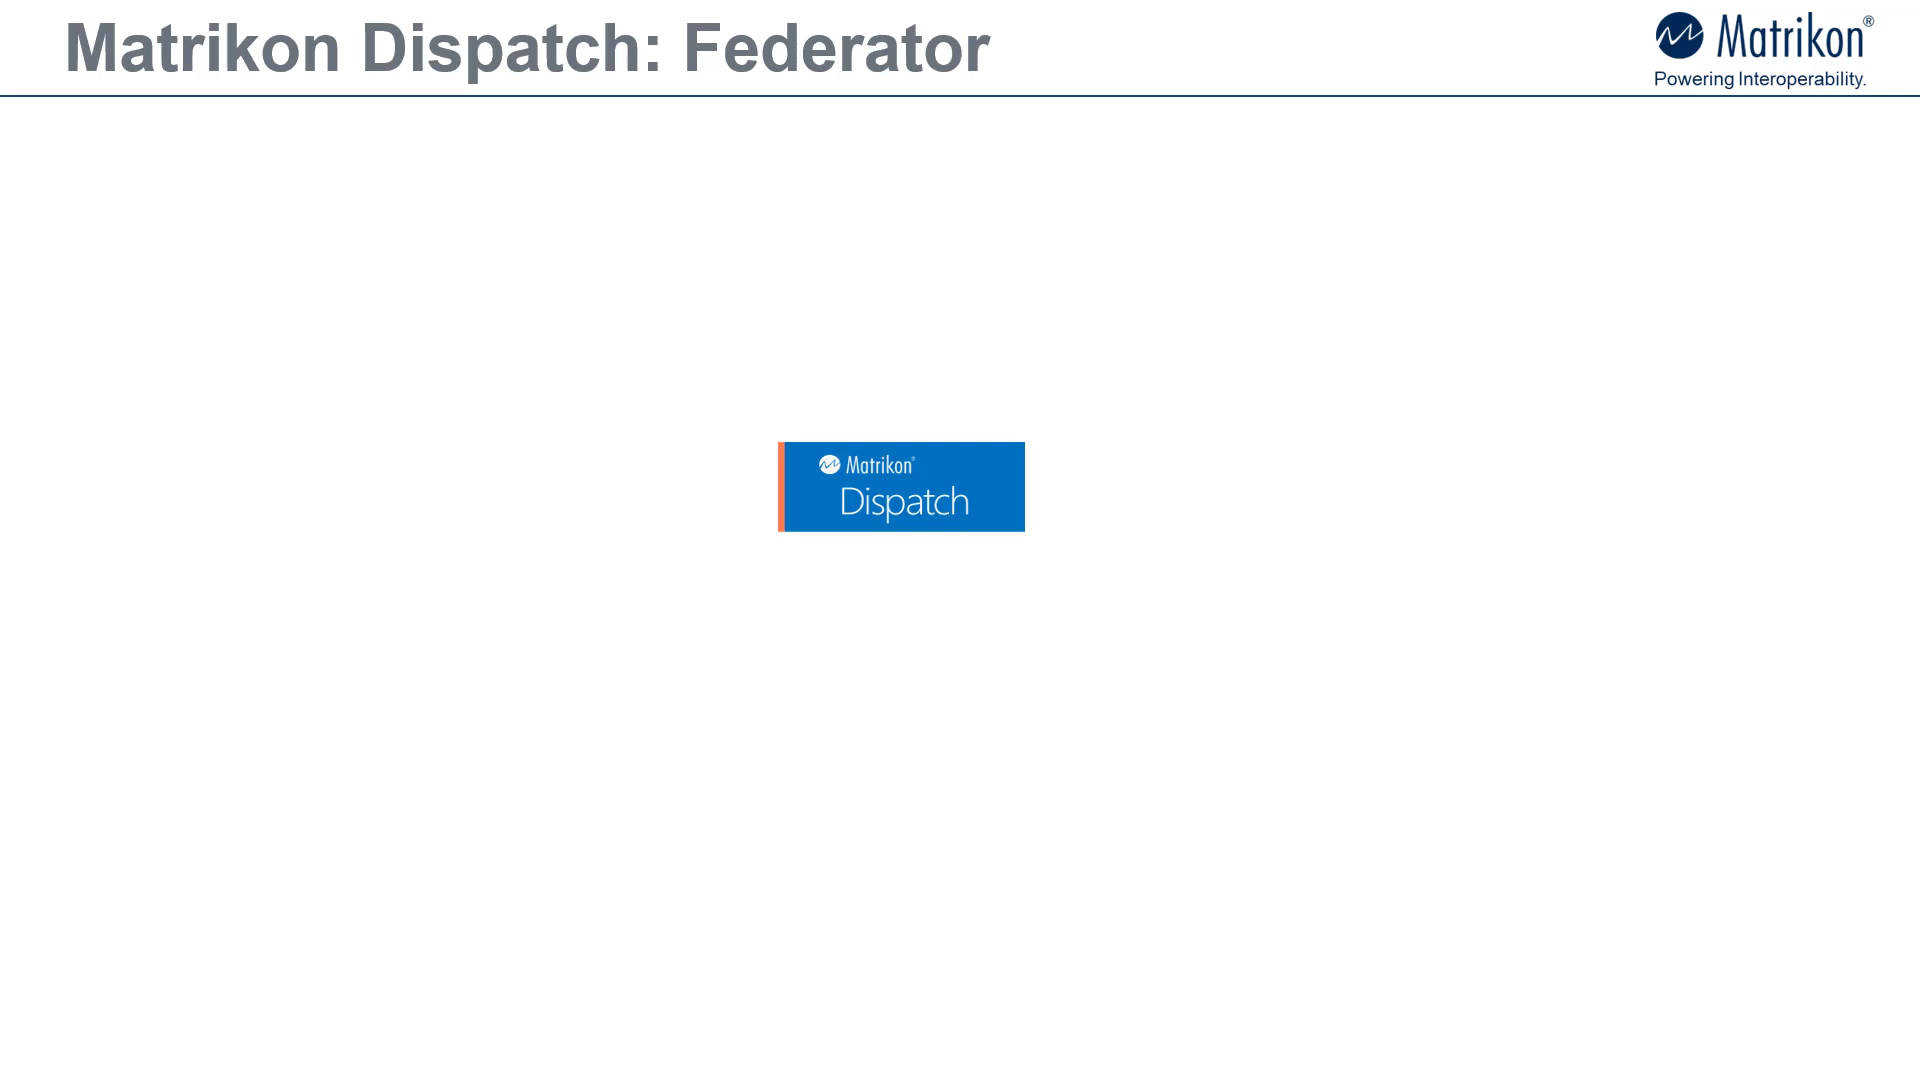 Matrikon Dispatch: Federator
Matrikon®
Powering Interoperability.
Matrikon®
Dispatch